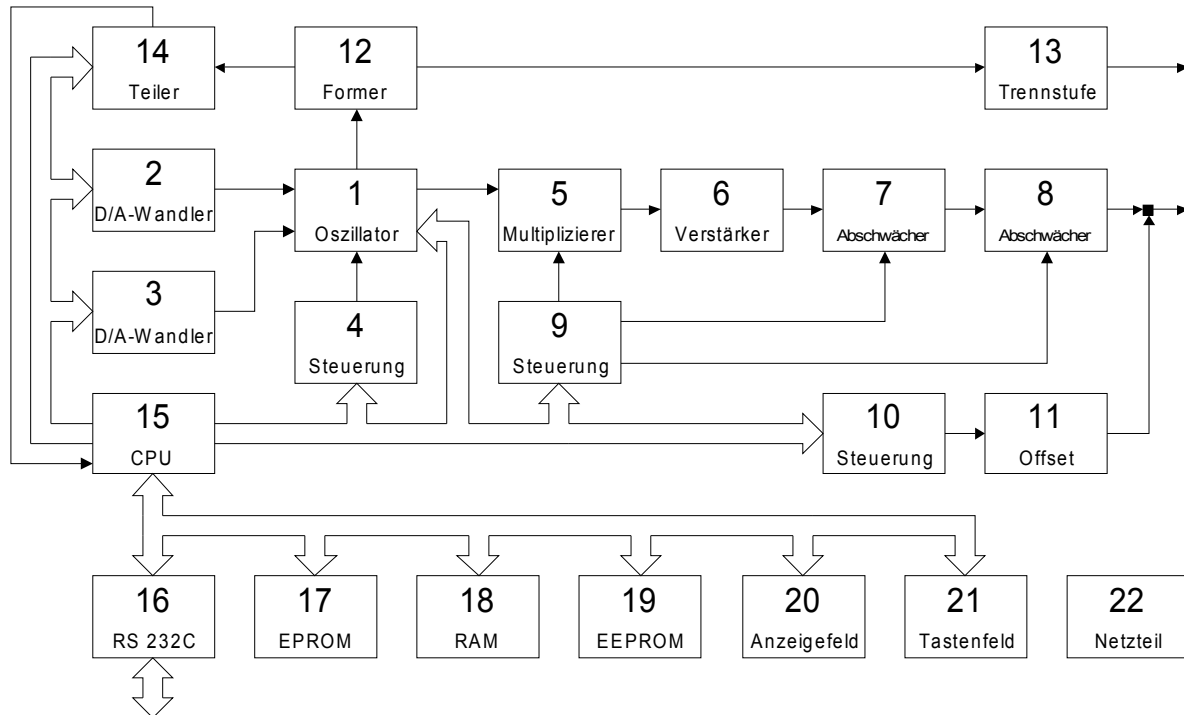 14
Teiler
12
Former
13
Trennstufe
2
D/A-Wandler
1
Oszillator
5
Multiplizierer
6
Verstärker
7
Abschwächer
8
Abschwächer
3
D/A-Wandler
4
Steuerung
9
Steuerung
15
CPU
10
Steuerung
11
Offset
16
RS 232C
17
EPROM
18
RAM
19
EEPROM
20
Anzeigefeld
21
Tastenfeld
22
Netzteil